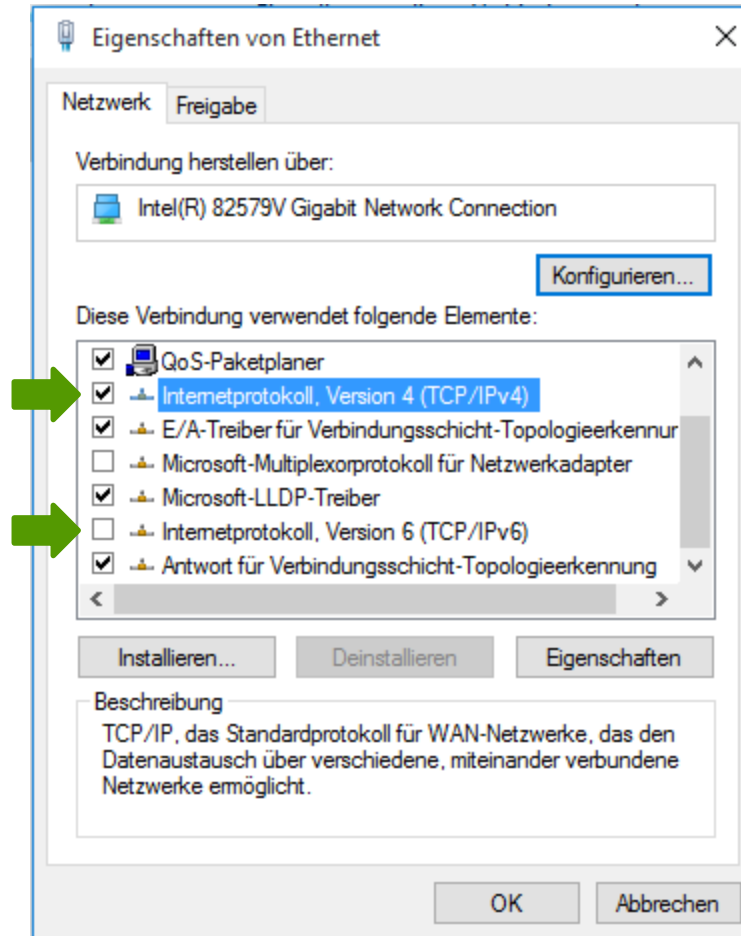 Eigenschaften von Ethernet
Netzwerk
Freigabe
Verbindung herstellen über:
Intel(R) 82579V Gigabit Network Connection
Konfigurieren...
Diese Verbindung verwendet folgende Elemente:
QoS-Paketplaner
Internetprotokoll, Version 4 (TCP/IPv4)
E/A-Treiber für Verbindungsschicht-Topologieerkennur
Microsoft-Multiplexorprotokoll für Netzwerkadapter
Microsoft-LLDP-Treiber
Internetprotokoll, Version 6 (TCP/IPv6)
Antwort für Verbindungsschicht-Topologieerkennung
Installieren...
Deinstallieren
Eigenschaften
Beschreibung
TCP/IP, das Standardprotokoll für WAN-Netzwerke, das den
Datenaustausch über verschiedene, miteinander verbundene
Netzwerke ermöglicht.
OK
Abbrechen